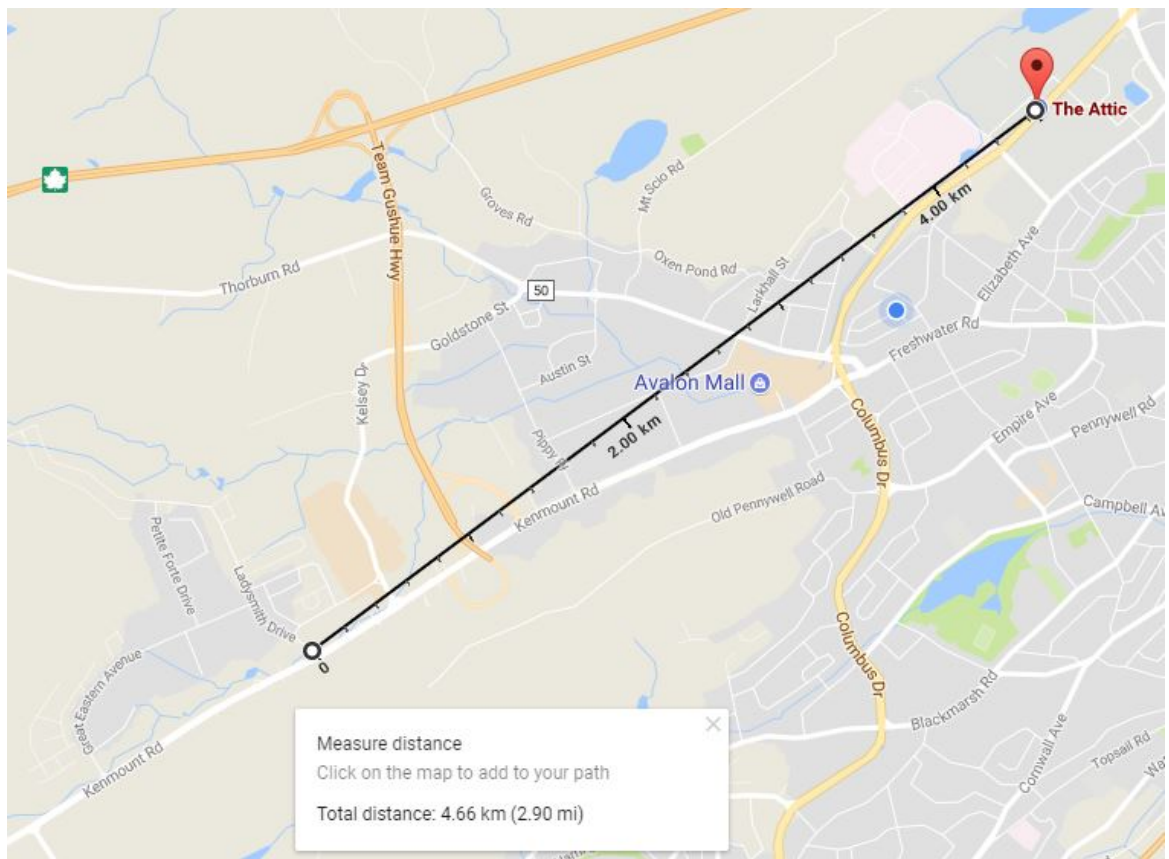 The Attic
Team Gushue Hwy
Mt Scio Rd
Groves Rd
4.00 km
Elizabeth Ave
Oxen Pond Rd
Larkhall St
Thorburn Rd
50
Goldstone St
Freshwater Rd
Austin St
Avalon Mall
Kelsey Dr
Columbus Dr
Empire Ave
Pennywell Rd
2.00 km
Pippy Pl
Kenmount Rd
Old Pennywell Road
Campbell Av
Petite Forte Drive
Ladysmith Drive
0
Columbus Dr
Great Eastern Avenue
Blackmarsh Rd
Kenmount Rd
Cornwall Ave
Topsail Rd
Measure distance
Click on the map to add to your path
Total distance: 4.66 km (2.90 mi)